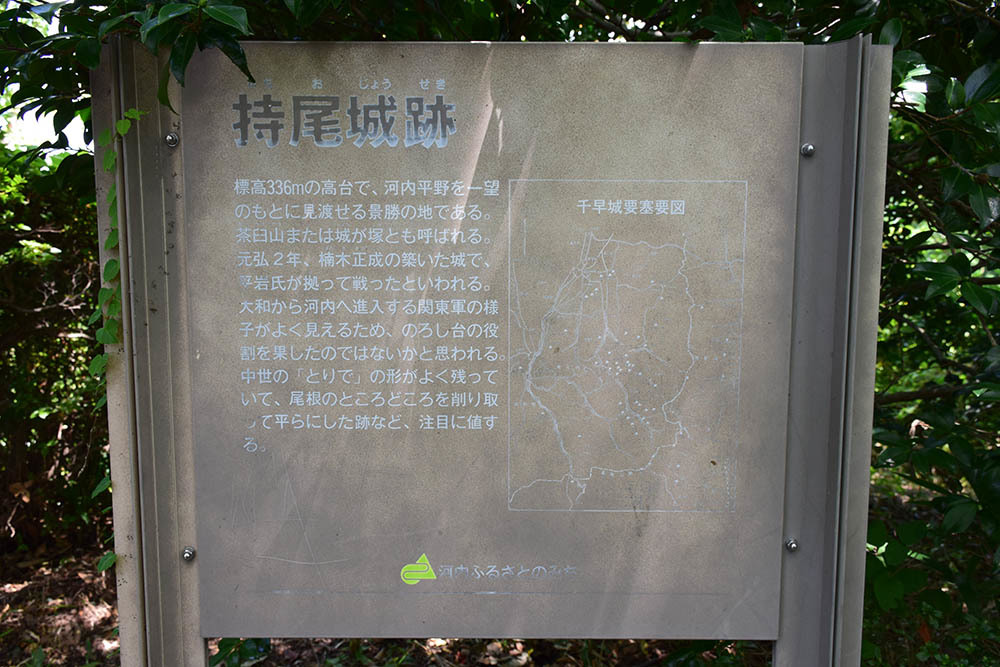 お じょう せき
持尾城跡
標高336mの高台で、河内平野を一望
のもとに見渡せる景勝の地である。
茶臼山または城が塚とも呼ばれる。
元弘２年、楠木正成の築いた城で、
平岩氏が拠って戦ったといわれる。
大和から河内へ進入する関東軍の様
子がよく見えるため、のろし台の役
割を果したのではないかと思われる。
中世の「とりで」の形がよく残って
いて、尾根のところどころを削り取
って平らにした跡など、注目に値す
る。
千早城要塞要図
河内ふるさとのみち